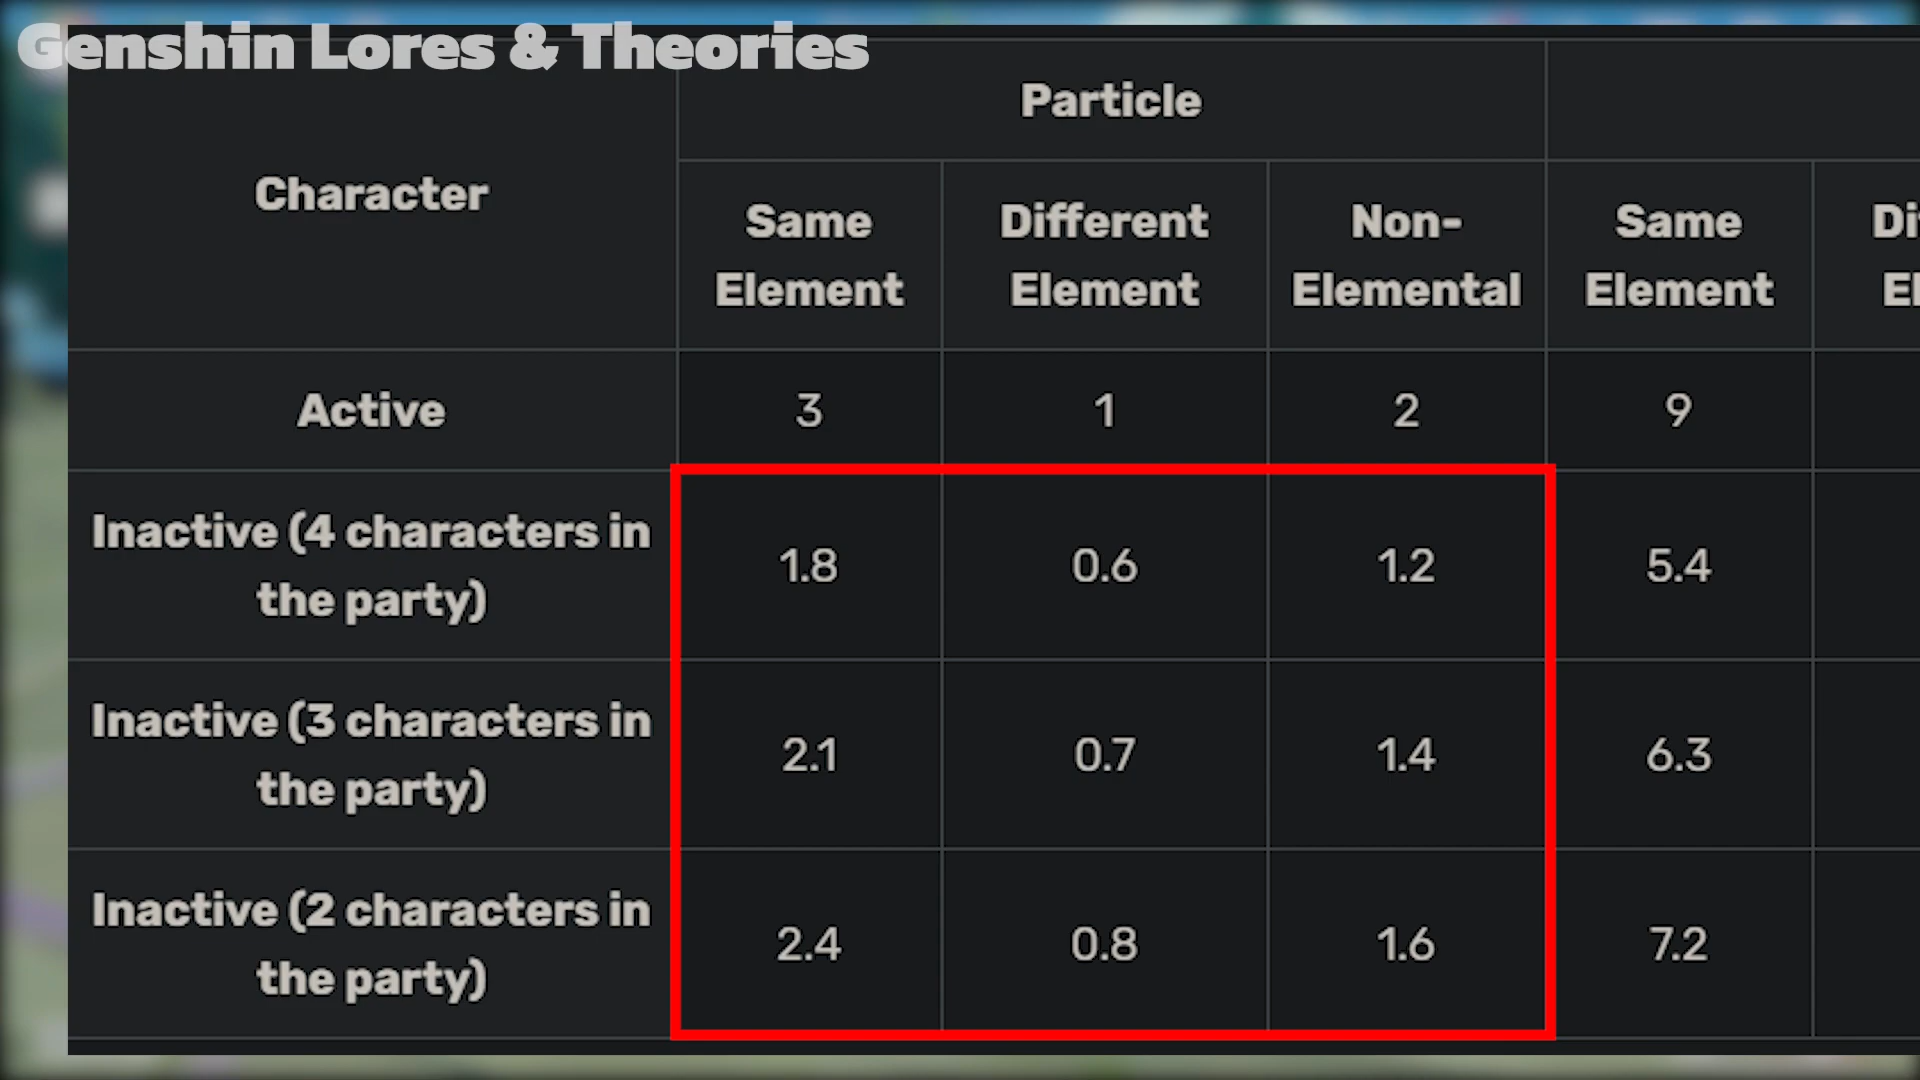 Genshin Lores & Theories
Particle
Character
Same Element
Different Element
Non-Elemental
Same Element
Active
3
1
2
9
Inactive (4 characters in
the party)
1.8
0.6
1.2
5.4
Inactive (3 characters in
the party)
2.1
0.7
1.4
6.3
Inactive (2 characters in
the party)
2.4
0.8
1.6
7.2